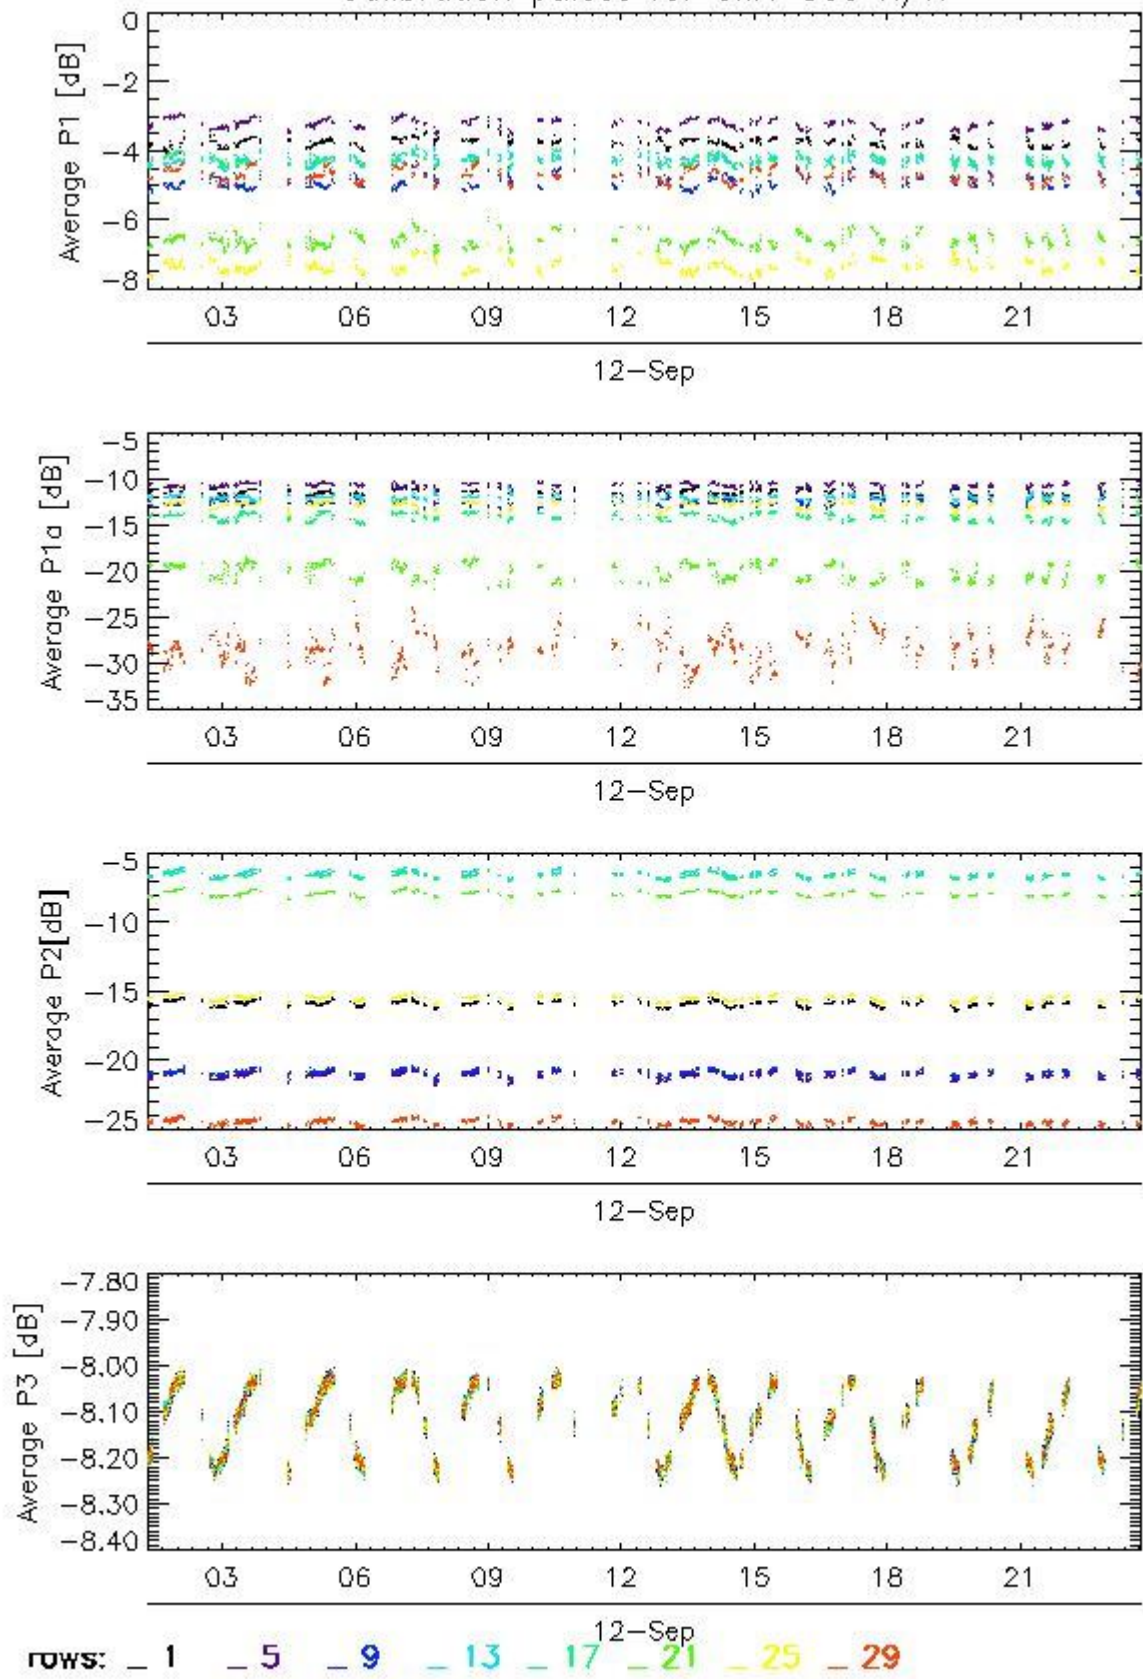 0
−2
−4
−6
−8
Average P1 [dB]
03 06 09 12 15 18 21
12−Sep
−5
−10
−15
−20
−25
−30
−35
Average P1a [dB]
03 06 09 12 15 18 21
12−Sep
−5
−10
−15
−20
−25
Average P2[dB]
03 06 09 12 15 18 21
12−Sep
−7.80
−7.90
−8.00
−8.10
−8.20
−8.30
−8.40
Average P3 [dB]
03 06 09 12 15 18 21
12−Sep
rows: _ 1 _ 5 _ 9 _ 13 _ 17 _ 21 _ 25 _ 29